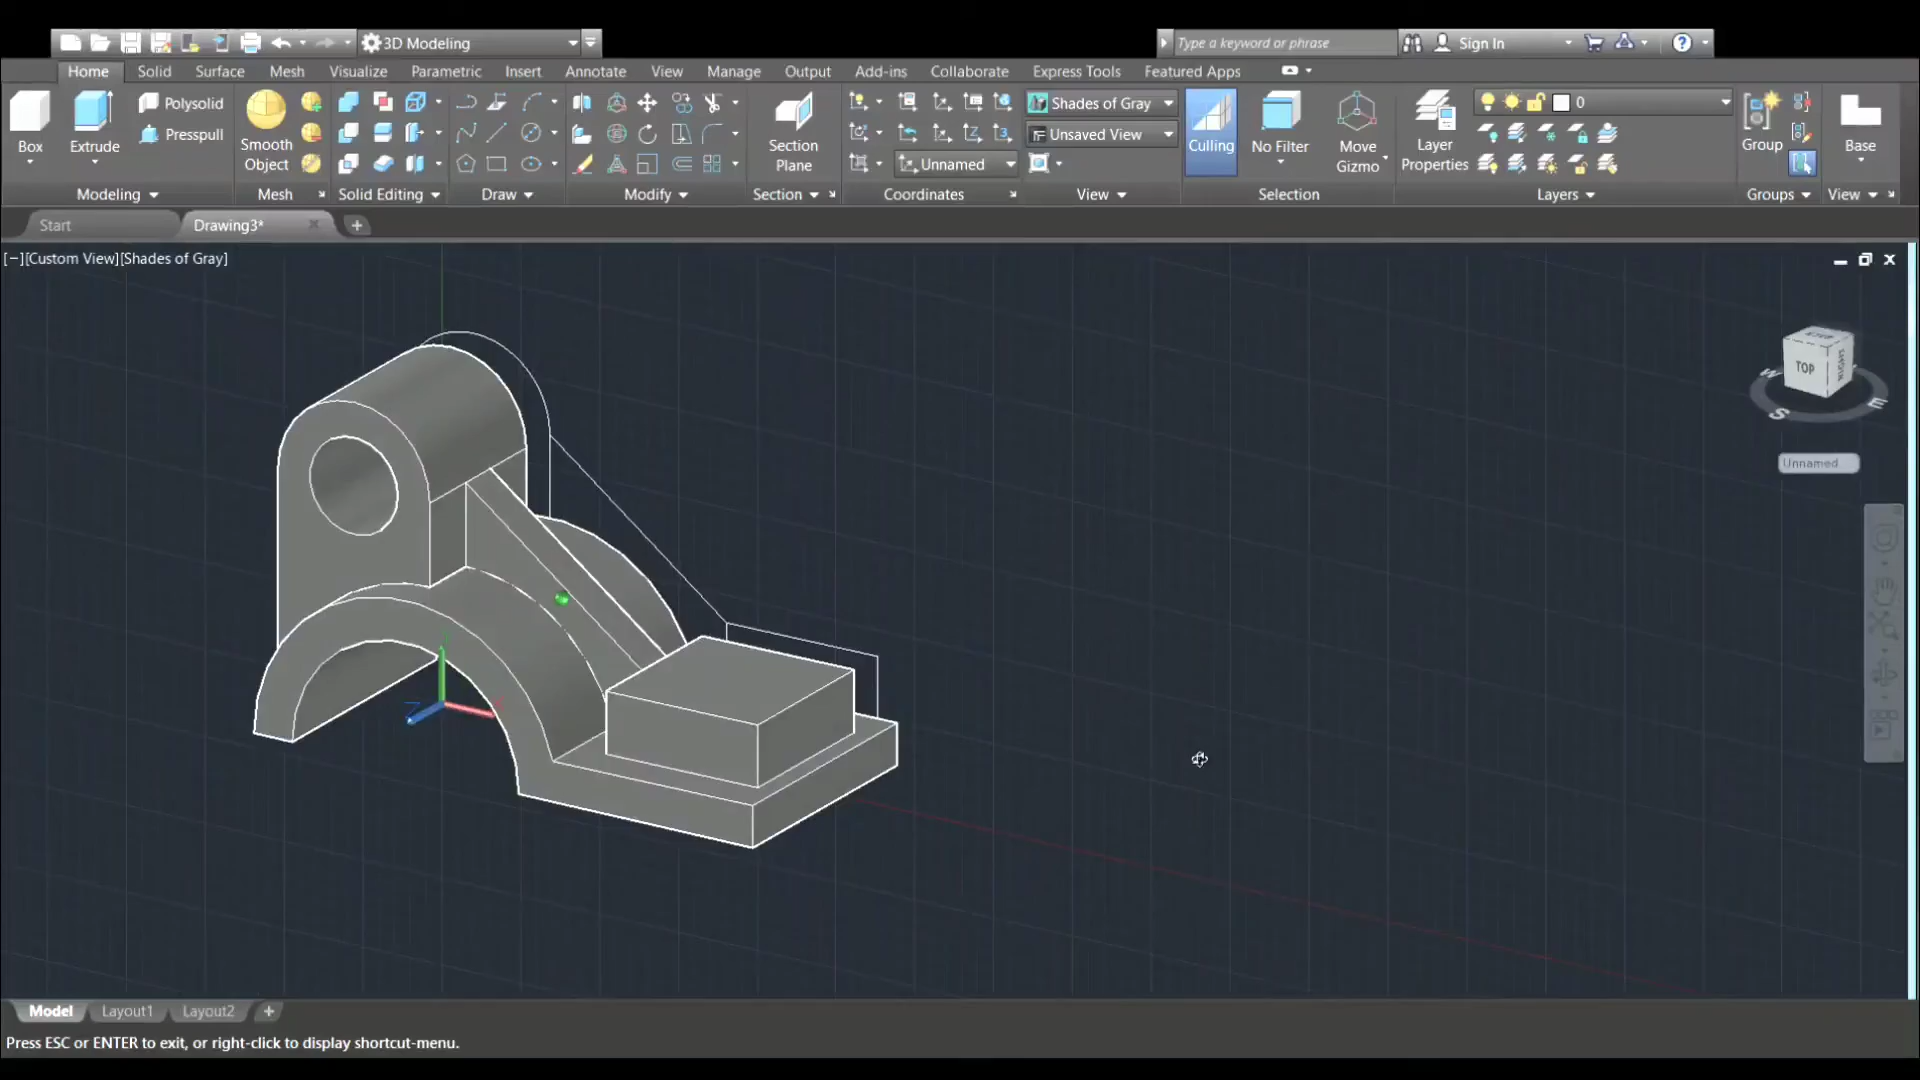 3D Modeling
Type a keyword or phrase
Sign In
Home Solid Surface Mesh Visualize Parametric Insert Annotate View Manage Output Add-ins Collaborate Express Tools Featured Apps
Box
Extrude
Polysolid
Presspull
Smooth Object
Section Plane
Unnamed
Shades of Gray
Unsaved View
Culling
No Filter
Move Gizmo
Layer Properties
0
Group
Base
Modeling Mesh Solid Editing Draw Modify Section Coordinates View Selection Layers Groups View
Start Drawing3*
[−][Custom View][Shades of Gray]
TOP
RIGHT
W
S
E
Unnamed
Z
Model Layout1 Layout2
Press ESC or ENTER to exit, or right-click to display shortcut-menu.